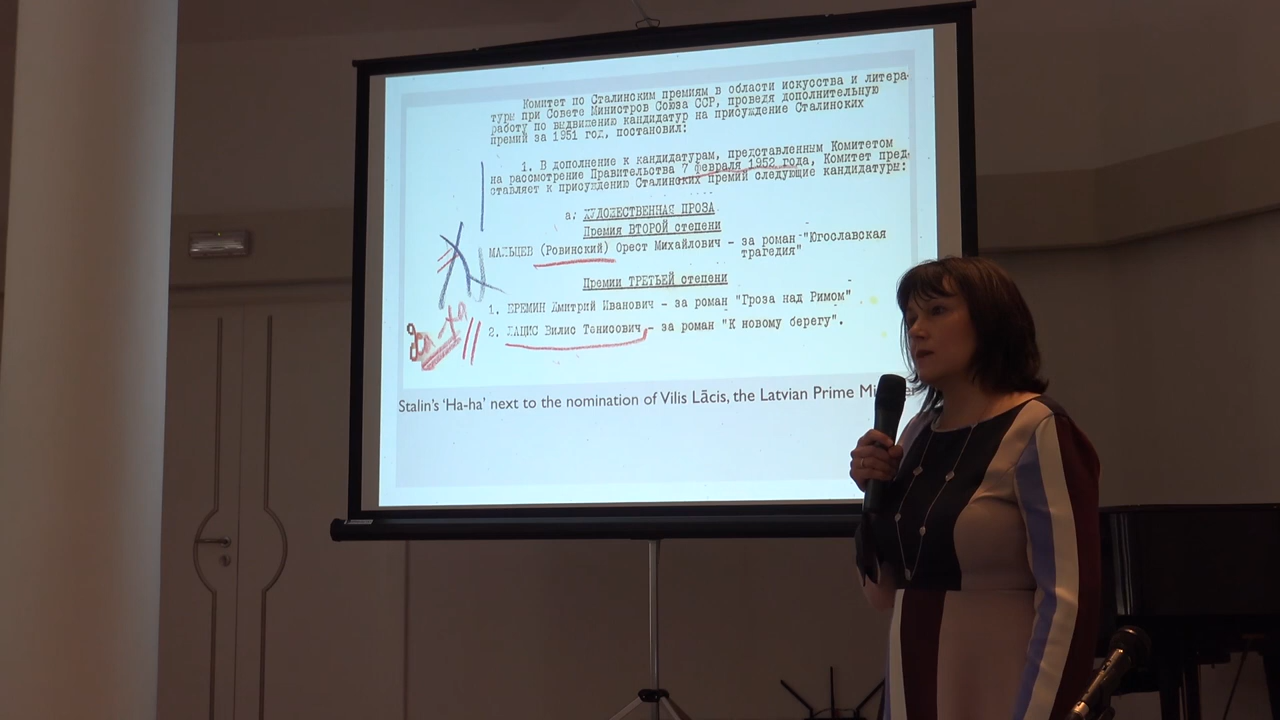 Комитет по Сталинским премиям в области искусства и литера-
туры при Совете Министров Союза ССР, проведя дополнительную
работу по выдвижению кандидатур на присуждение Сталинских
премий за 1951 год, постановил:
1. В дополнение к кандидатурам, представленным Комитетом
на рассмотрение Правительства 7 февраля 1952 года, Комитет пред-
ставляет к присуждению Сталинских премий следующие кандидатуры:
а; ХУДОЖЕСТВЕННАЯ ПРОЗА
Премия ВТОРОЙ степени
МАЛЬЦЕВ (Ровинский) Орест Михайлович - за роман "Югославская
трагедия"
Премии ТРЕТЬЕЙ степени
1. ЕРЕМИН Дмитрий Иванович - за роман "Гроза над Римом"
2. ЛАЦИС Вилис Тенисович - за роман "К новому берегу".
Ха-ха
Stalin's 'Ha-ha' next to the nomination of Vilis Lācis, the Latvian Prime